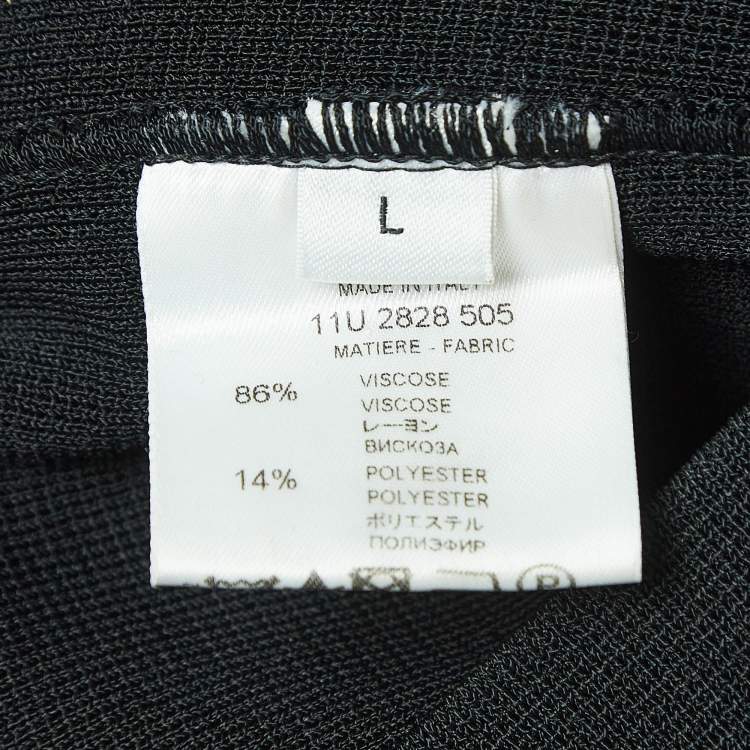 L
MADE IN ITALY
11U 2828 505
MATIERE - FABRIC
86% VISCOSE
VISCOSE
レーヨン
ВИСКОЗА
14% POLYESTER
POLYESTER
ポリエステル
ПОЛИЭФИР
P